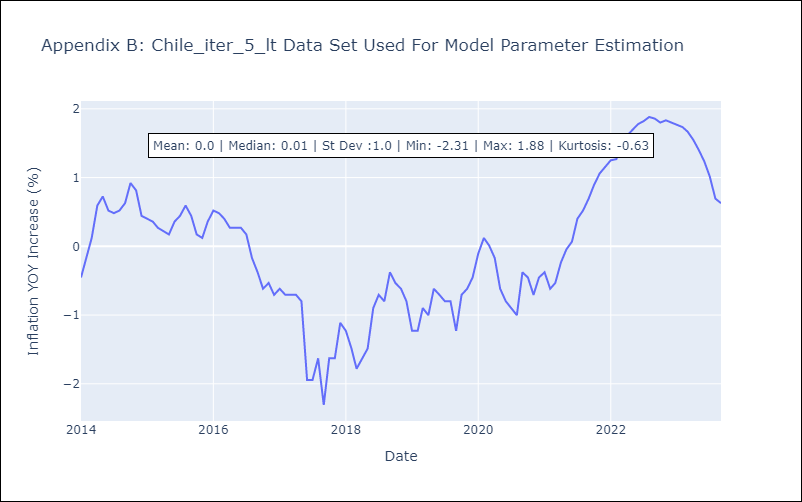 Appendix B: Chile_iter_5_lt Data Set Used For Model Parameter Estimation
Inflation YOY Increase (%)
2
1
0
−1
−2
Mean: 0.0 | Median: 0.01 | St Dev :1.0 | Min: -2.31 | Max: 1.88 | Kurtosis: -0.63
2014
2016
2018
2020
2022
Date